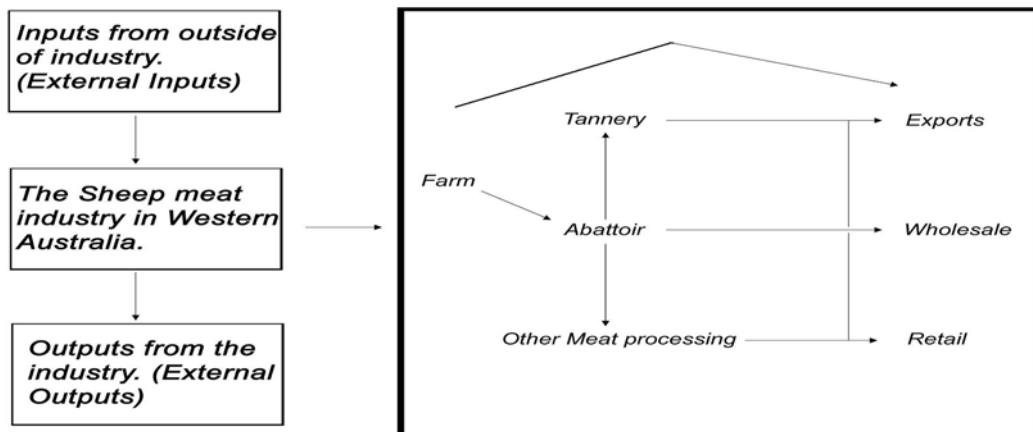 Inputs from outside
of industry.
(External Inputs)
The Sheep meat
industry in Western
Australia.
Outputs from the
industry. (External
Outputs)
Tannery
Exports
Farm
Abattoir
Wholesale
Other Meat processing
Retail